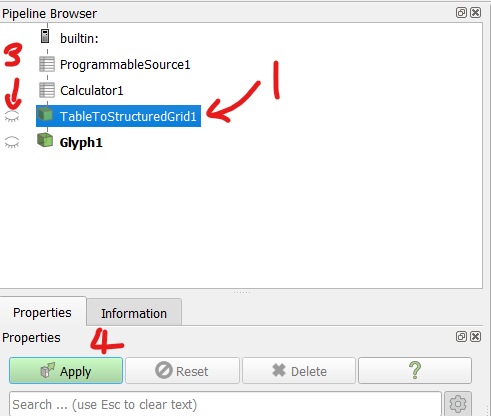 Pipeline Browser
3
builtin:
ProgrammableSource1
Calculator1
1
TableToStructuredGrid1
Glyph1
Properties Information
4
Properties
Apply Reset Delete ?
Search ... (use Esc to clear text)